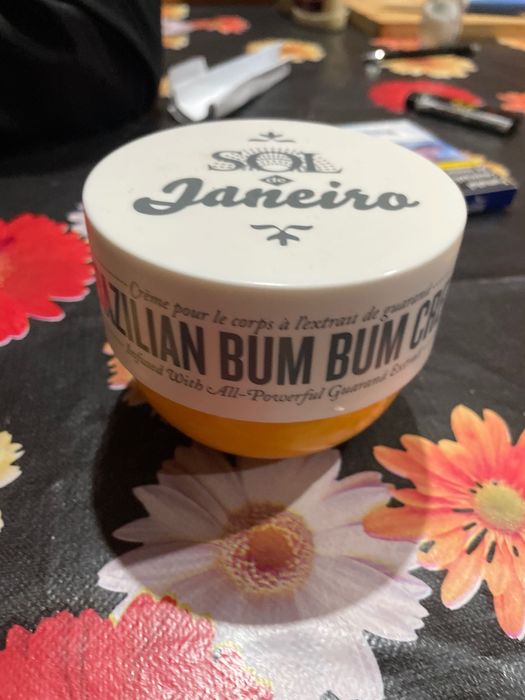 SOL
de
Janeiro
Crème pour le corps à l'extrait de guaraná
ZILIAN BUM BUM CR
Infused With All-Powerful Guaraná Extract